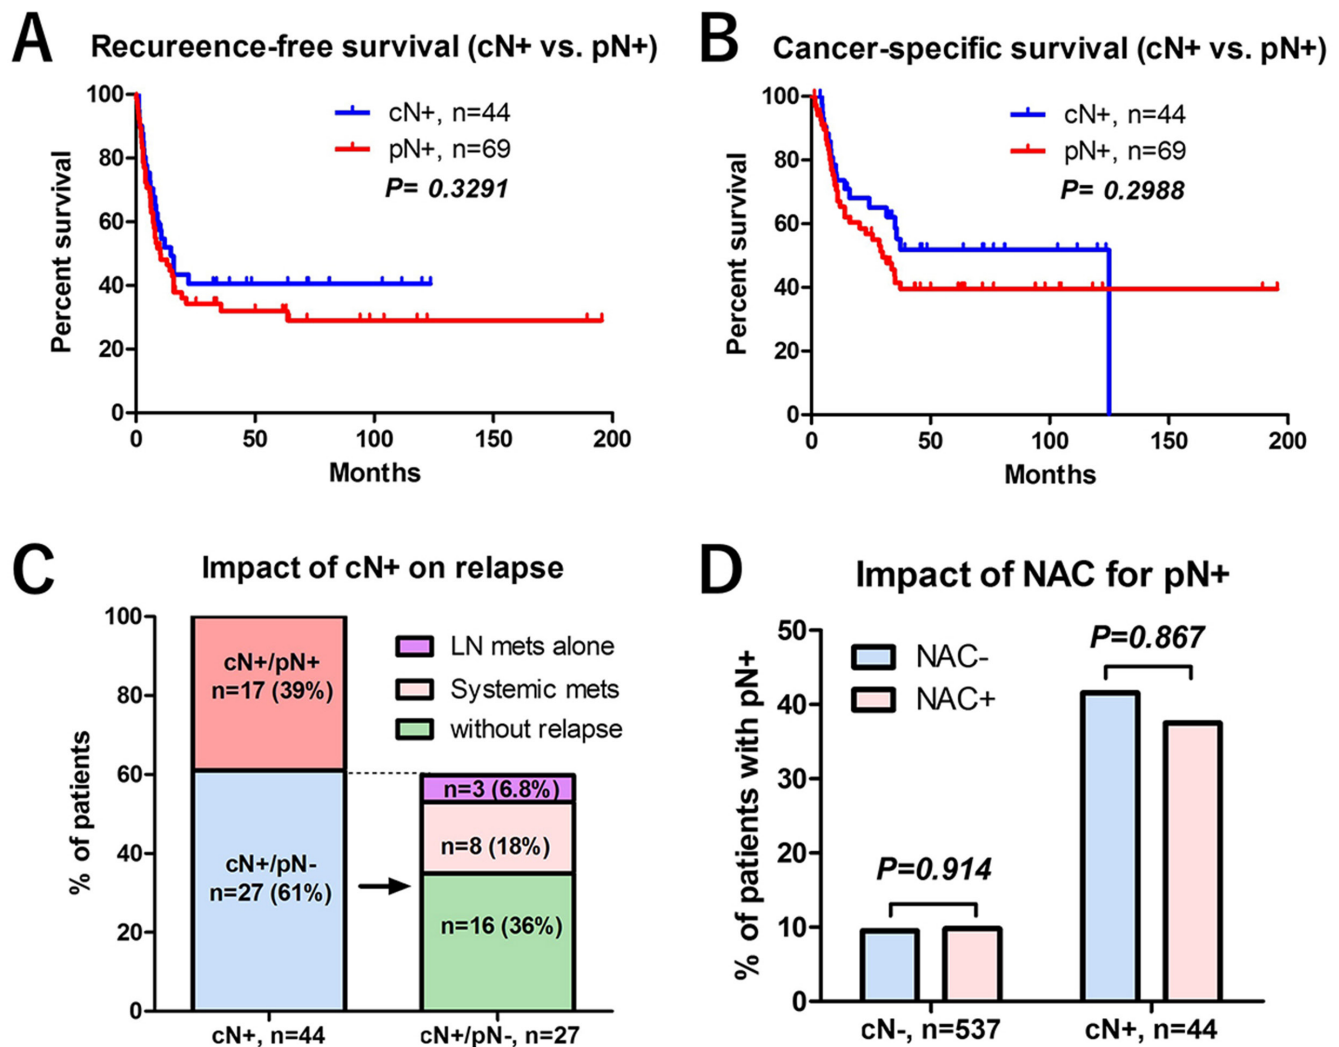 A
Recureence-free survival (cN+ vs. pN+)
Percent survival
100
80
60
40
20
0
cN+, n=44
pN+, n=69
P= 0.3291
0
50
100
150
200
Months
B
Cancer-specific survival (cN+ vs. pN+)
Percent survival
100
80
60
40
20
0
cN+, n=44
pN+, n=69
P= 0.2988
0
50
100
150
200
Months
C
Impact of cN+ on relapse
% of patients
100
80
60
40
20
0
cN+/pN+
n=17 (39%)
cN+/pN-
n=27 (61%)
LN mets alone
Systemic mets
without relapse
n=3 (6.8%)
n=8 (18%)
n=16 (36%)
cN+, n=44
cN+/pN-, n=27
D
Impact of NAC for pN+
% of patients with pN+
50
40
30
20
10
0
NAC-
NAC+
P=0.867
P=0.914
cN-, n=537
cN+, n=44